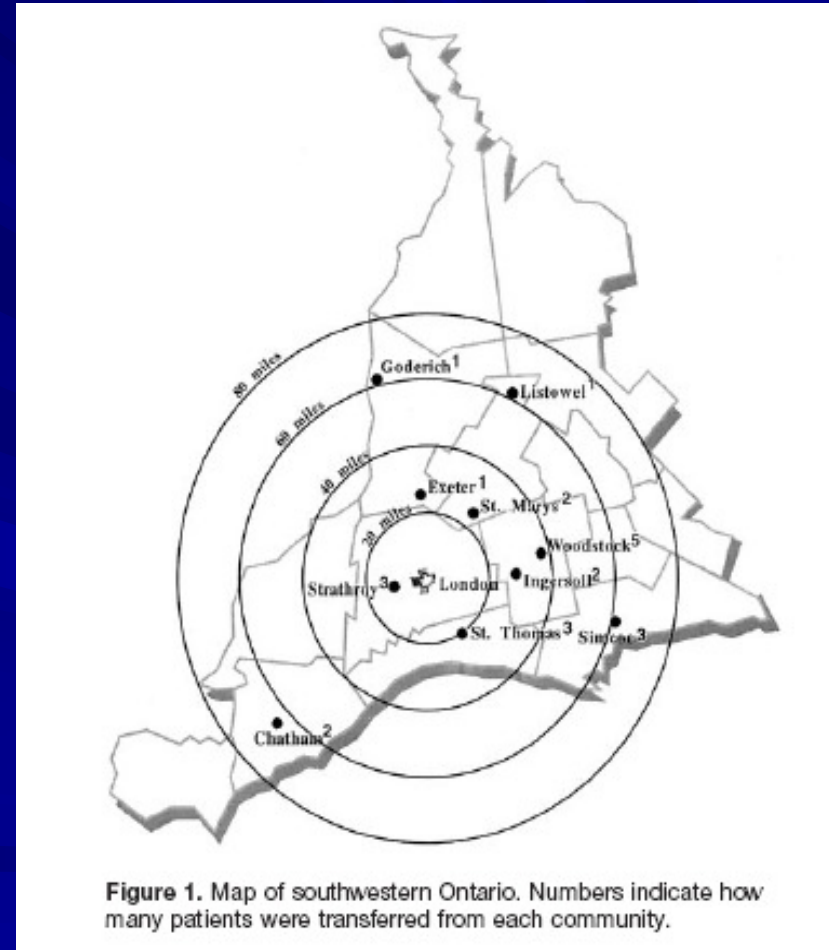 80 miles
Goderich1
Listowel1
60 miles
40 miles
Exeter1
St. Marys2
20 miles
Woodstock5
Strathroy3
London
Ingersoll2
St. Thomas3
Simcoe3
Chatham2
Figure 1. Map of southwestern Ontario. Numbers indicate how
many patients were transferred from each community.